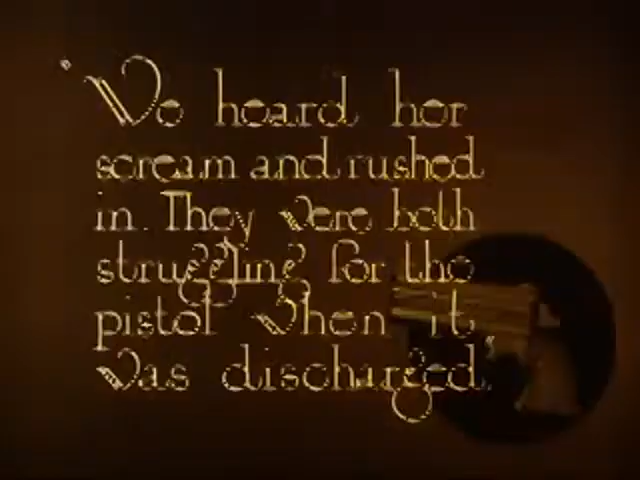 "We heard her
scream and rushed
in. They were both
struggling for the
pistol when it
was discharged.